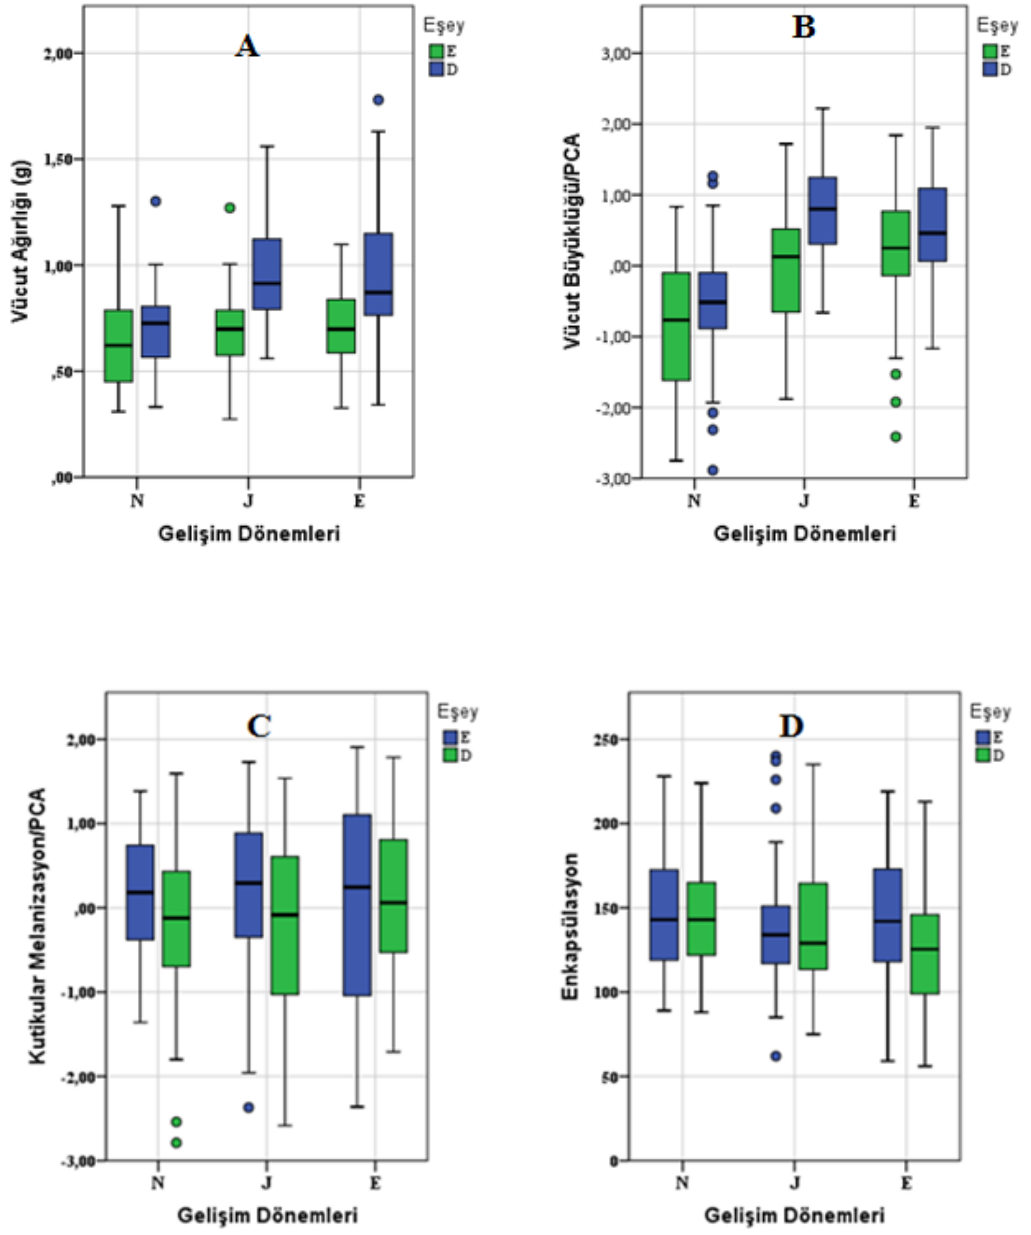 Eşey
E
D
A
2,00
1,50
1,00
,50
,00
Vücut Ağırlığı (g)
N J E
Gelişim Dönemleri
Eşey
E
D
B
3,00
2,00
1,00
,00
-1,00
-2,00
-3,00
Vücut Büyüklüğü/PCA
N J E
Gelişim Dönemleri
Eşey
E
D
C
2,00
1,00
,00
-1,00
-2,00
-3,00
Kutikular Melanizasyon/PCA
N J E
Gelişim Dönemleri
Eşey
E
D
D
250
200
150
100
50
0
Enkapsülasyon
N J E
Gelişim Dönemleri